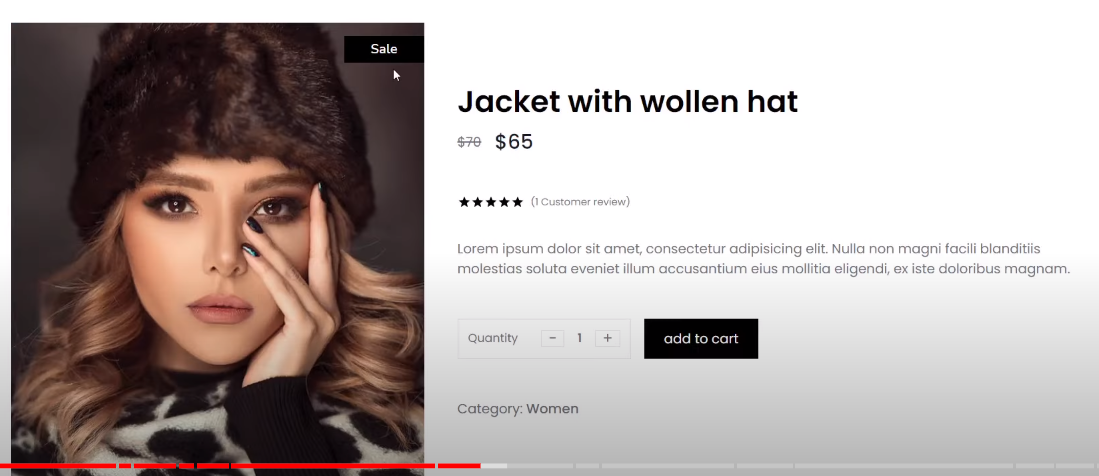 Sale
Jacket with wollen hat
$70 $65
★★★★★ (1 Customer review)
Lorem ipsum dolor sit amet, consectetur adipisicing elit. Nulla non magni facili blanditiis
molestias soluta eveniet illum accusantium eius mollitia eligendi, ex iste doloribus magnam.
Quantity − 1 + add to cart
Category: Women